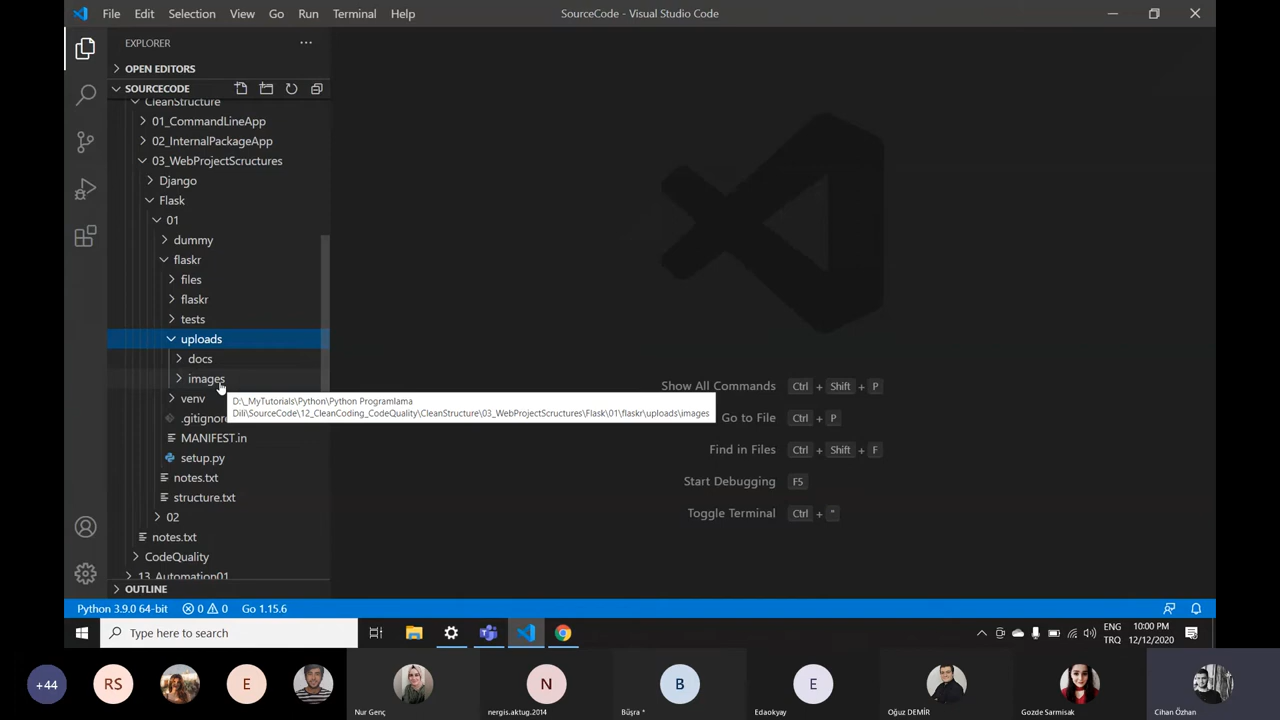 File Edit Selection View Go Run Terminal Help
SourceCode - Visual Studio Code
EXPLORER
OPEN EDITORS
SOURCECODE
CleanStructure
01_CommandLineApp
02_InternalPackageApp
03_WebProjectScructures
Django
Flask
01
dummy
flaskr
files
flaskr
tests
uploads
docs
images
D:\_MyTutorials\Python\Python Programlama
Dili\SourceCode\12_CleanCoding_CodeQuality\CleanStructure\03_WebProjectScructures\Flask\01\flaskr\uploads\images
venv
.gitignore
MANIFEST.in
setup.py
notes.txt
structure.txt
02
notes.txt
CodeQuality
13_Automation01
OUTLINE
Show All Commands Ctrl + Shift + P
Go to File Ctrl + P
Find in Files Ctrl + Shift + F
Start Debugging F5
Toggle Terminal Ctrl + "
Python 3.9.0 64-bit 0 0 Go 1.15.6
Type here to search
ENG
TRQ
10:00 PM
12/12/2020
+44
RS
E
Nur Genç
N
nergis.aktug.2014
B
Büşra *
E
Edaokyay
Oğuz DEMİR
Gozde Sarmisak
Cihan Özhan